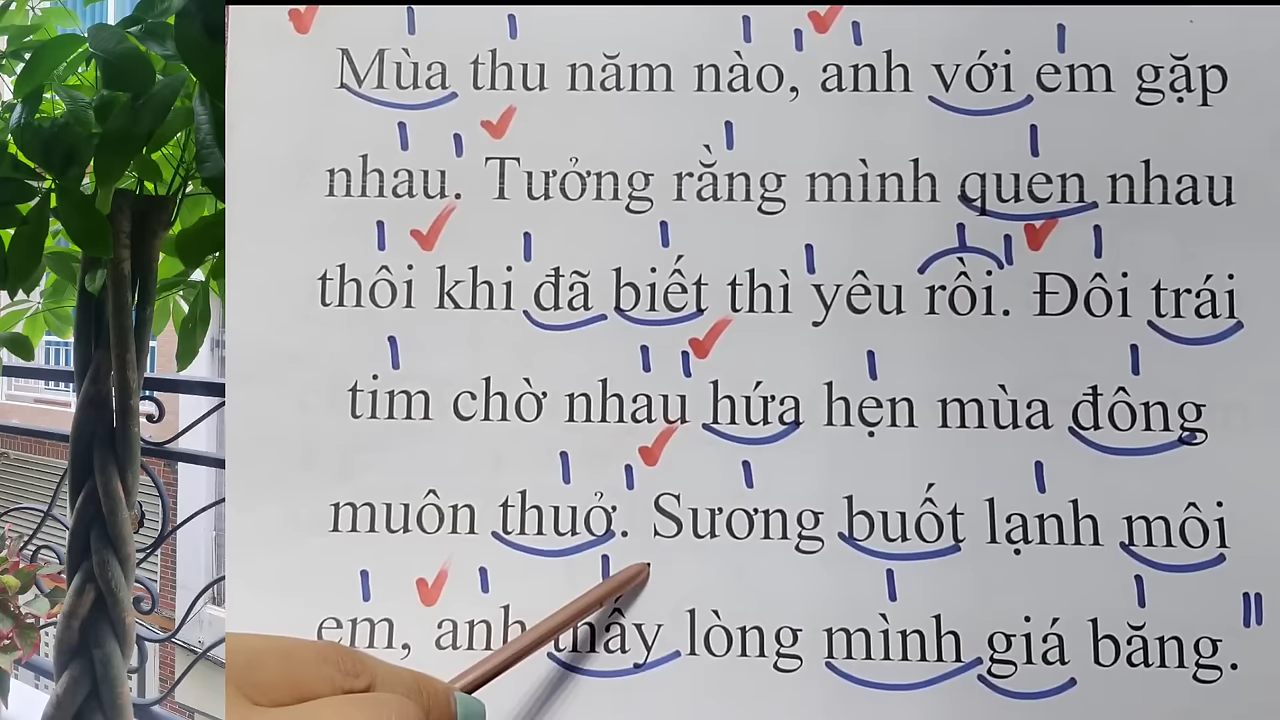 Mùa thu năm nào, anh với em gặp
nhau. Tưởng rằng mình quen nhau
thôi khi đã biết thì yêu rồi. Đôi trái
tim chờ nhau hứa hẹn mùa đông
muôn thuở. Sương buốt lạnh môi
em, anh thấy lòng mình giá băng.